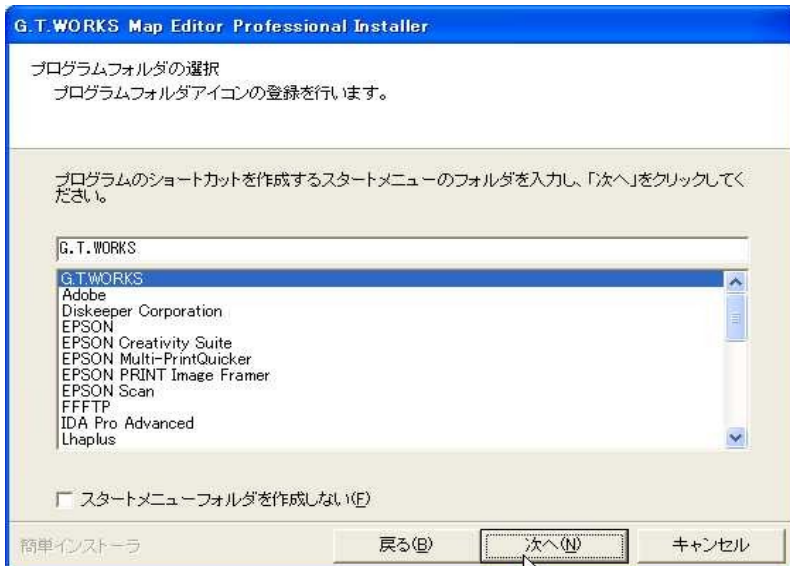 G.T.WORKS Map Editor Professional Installer
プログラムフォルダの選択
プログラムフォルダアイコンの登録を行います。
プログラムのショートカットを作成するスタートメニューのフォルダを入力し、「次へ」をクリックしてく
ださい。
G.T.WORKS
G.T.WORKS
Adobe
Diskeeper Corporation
EPSON
EPSON Creativity Suite
EPSON Multi-PrintQuicker
EPSON PRINT Image Framer
EPSON Scan
FFFTP
IDA Pro Advanced
Lhaplus
スタートメニューフォルダを作成しない(F)
簡単インストーラ
戻る(B)
次へ(N)
キャンセル